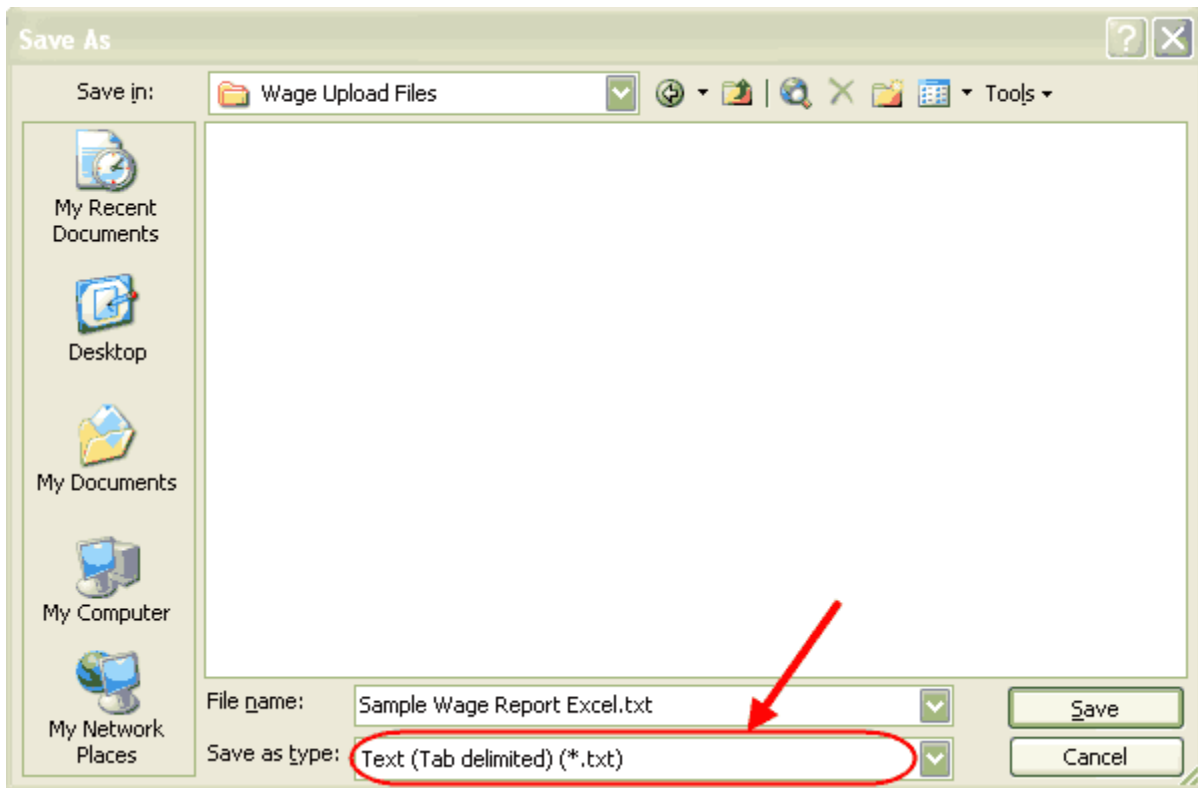 Save As
Save in:
Wage Upload Files
Tools
My Recent
Documents
Desktop
My Documents
My Computer
My Network
Places
File name:
Sample Wage Report Excel.txt
Save
Save as type:
Text (Tab delimited) (*.txt)
Cancel